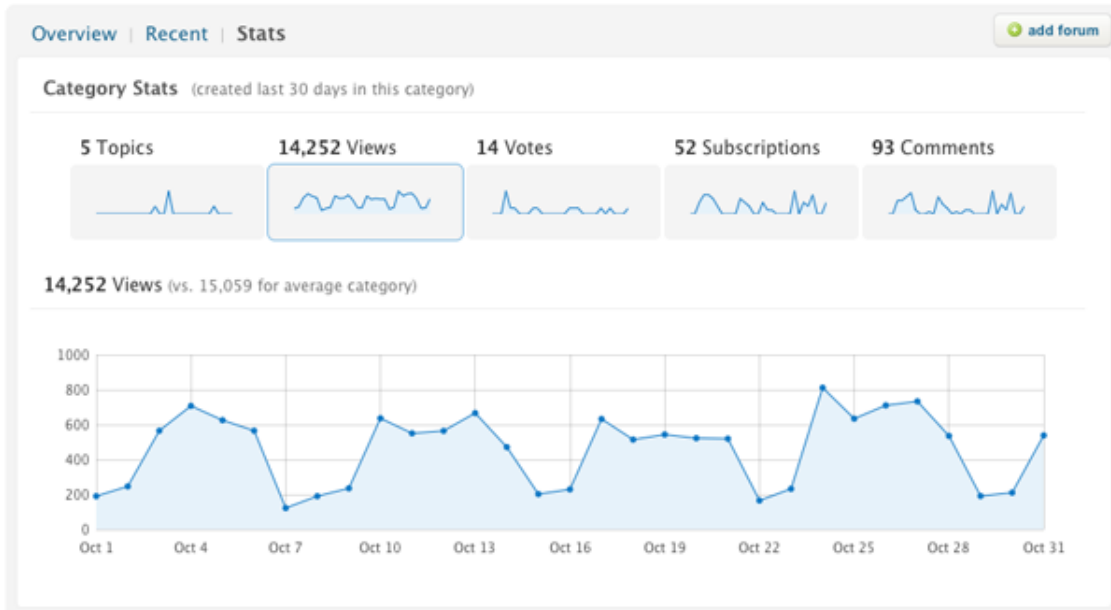 Overview | Recent | Stats
add forum
Category Stats (created last 30 days in this category)
5 Topics
14,252 Views
14 Votes
52 Subscriptions
93 Comments
14,252 Views (vs. 15,059 for average category)
1000
800
600
400
200
0
Oct 1 Oct 4 Oct 7 Oct 10 Oct 13 Oct 16 Oct 19 Oct 22 Oct 25 Oct 28 Oct 31